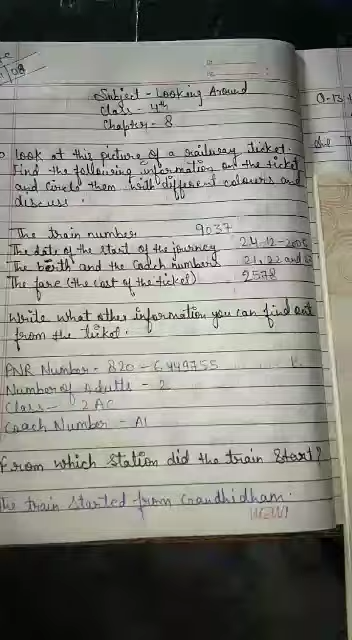 08
Subject - Looking Around
Class - 4th
Chapter - 8
Look at this picture of a railway ticket.
Find the following information on the ticket
and circle them with different colours and
discuss.
The train number 9037
The date of the start of the journey 24-12-200
The berth and the coach numbers 21, 22 and
The fare (the cost of the ticket) 2578
Write what other information you can find out
from the ticket.
PNR Number - 820 - 6449755
Number of Adults - 2
Class - 2 AC
Coach Number - A1
From which station did the train start?
The train started from Gandhidham.